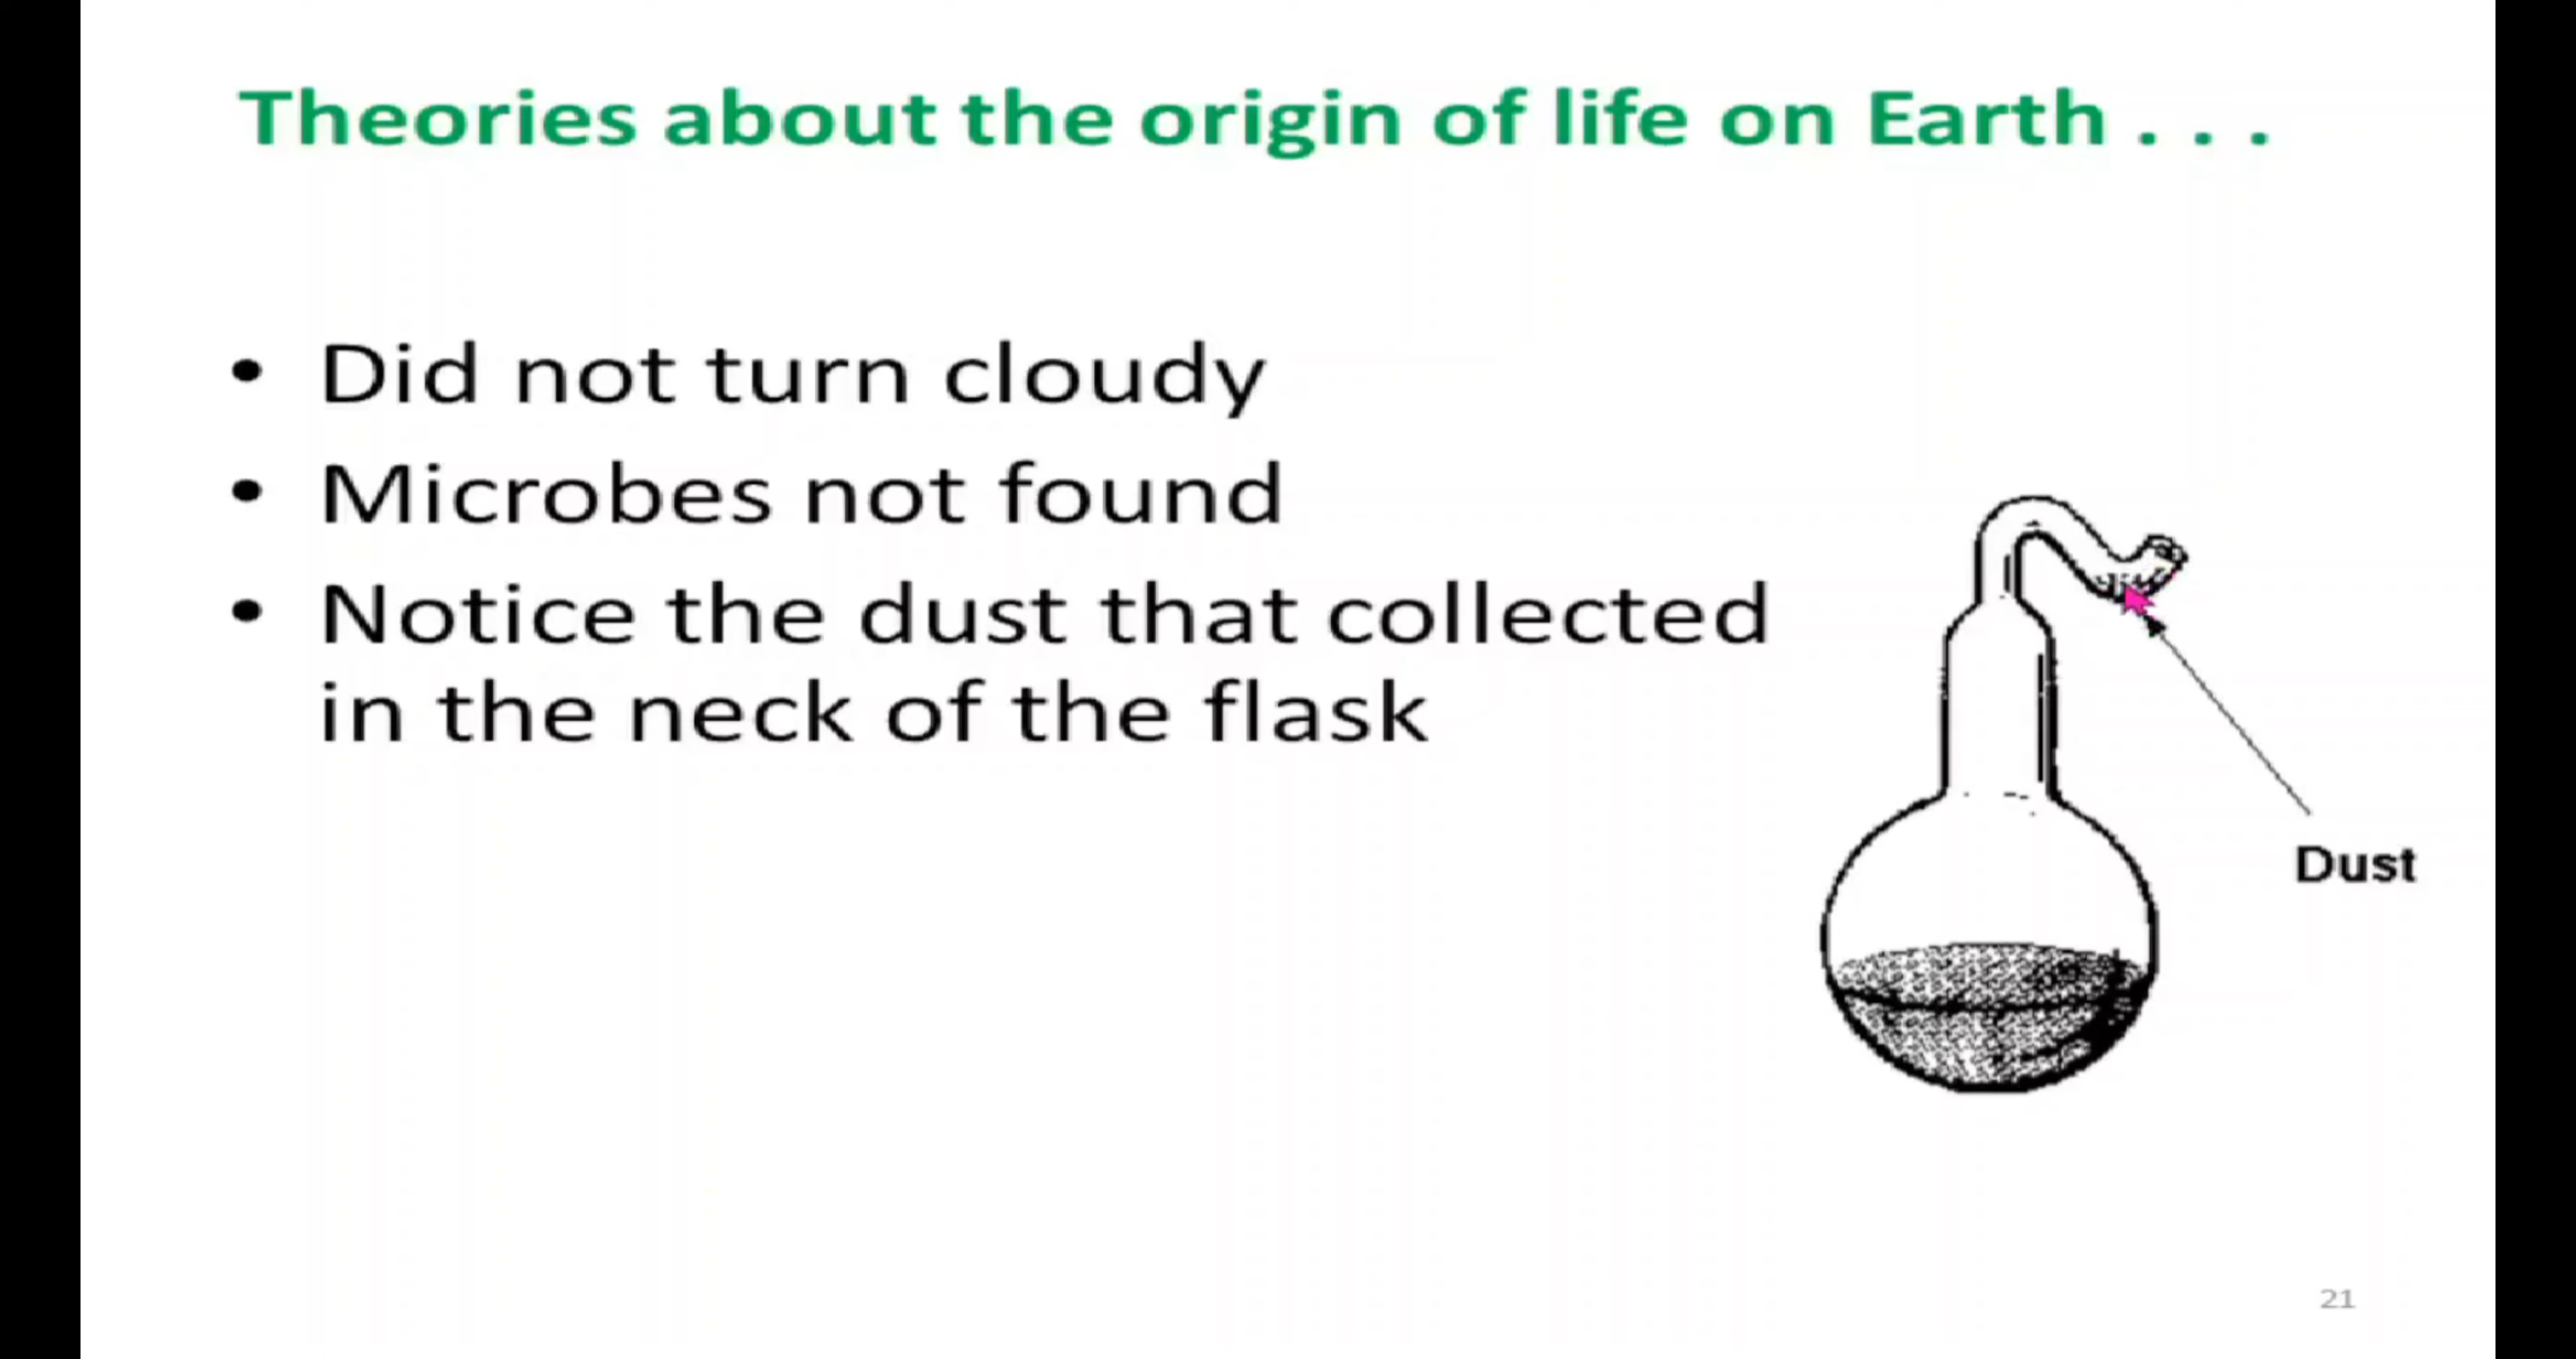 Theories about the origin of life on Earth . . .
• Did not turn cloudy
• Microbes not found
• Notice the dust that collected
in the neck of the flask
Dust
21